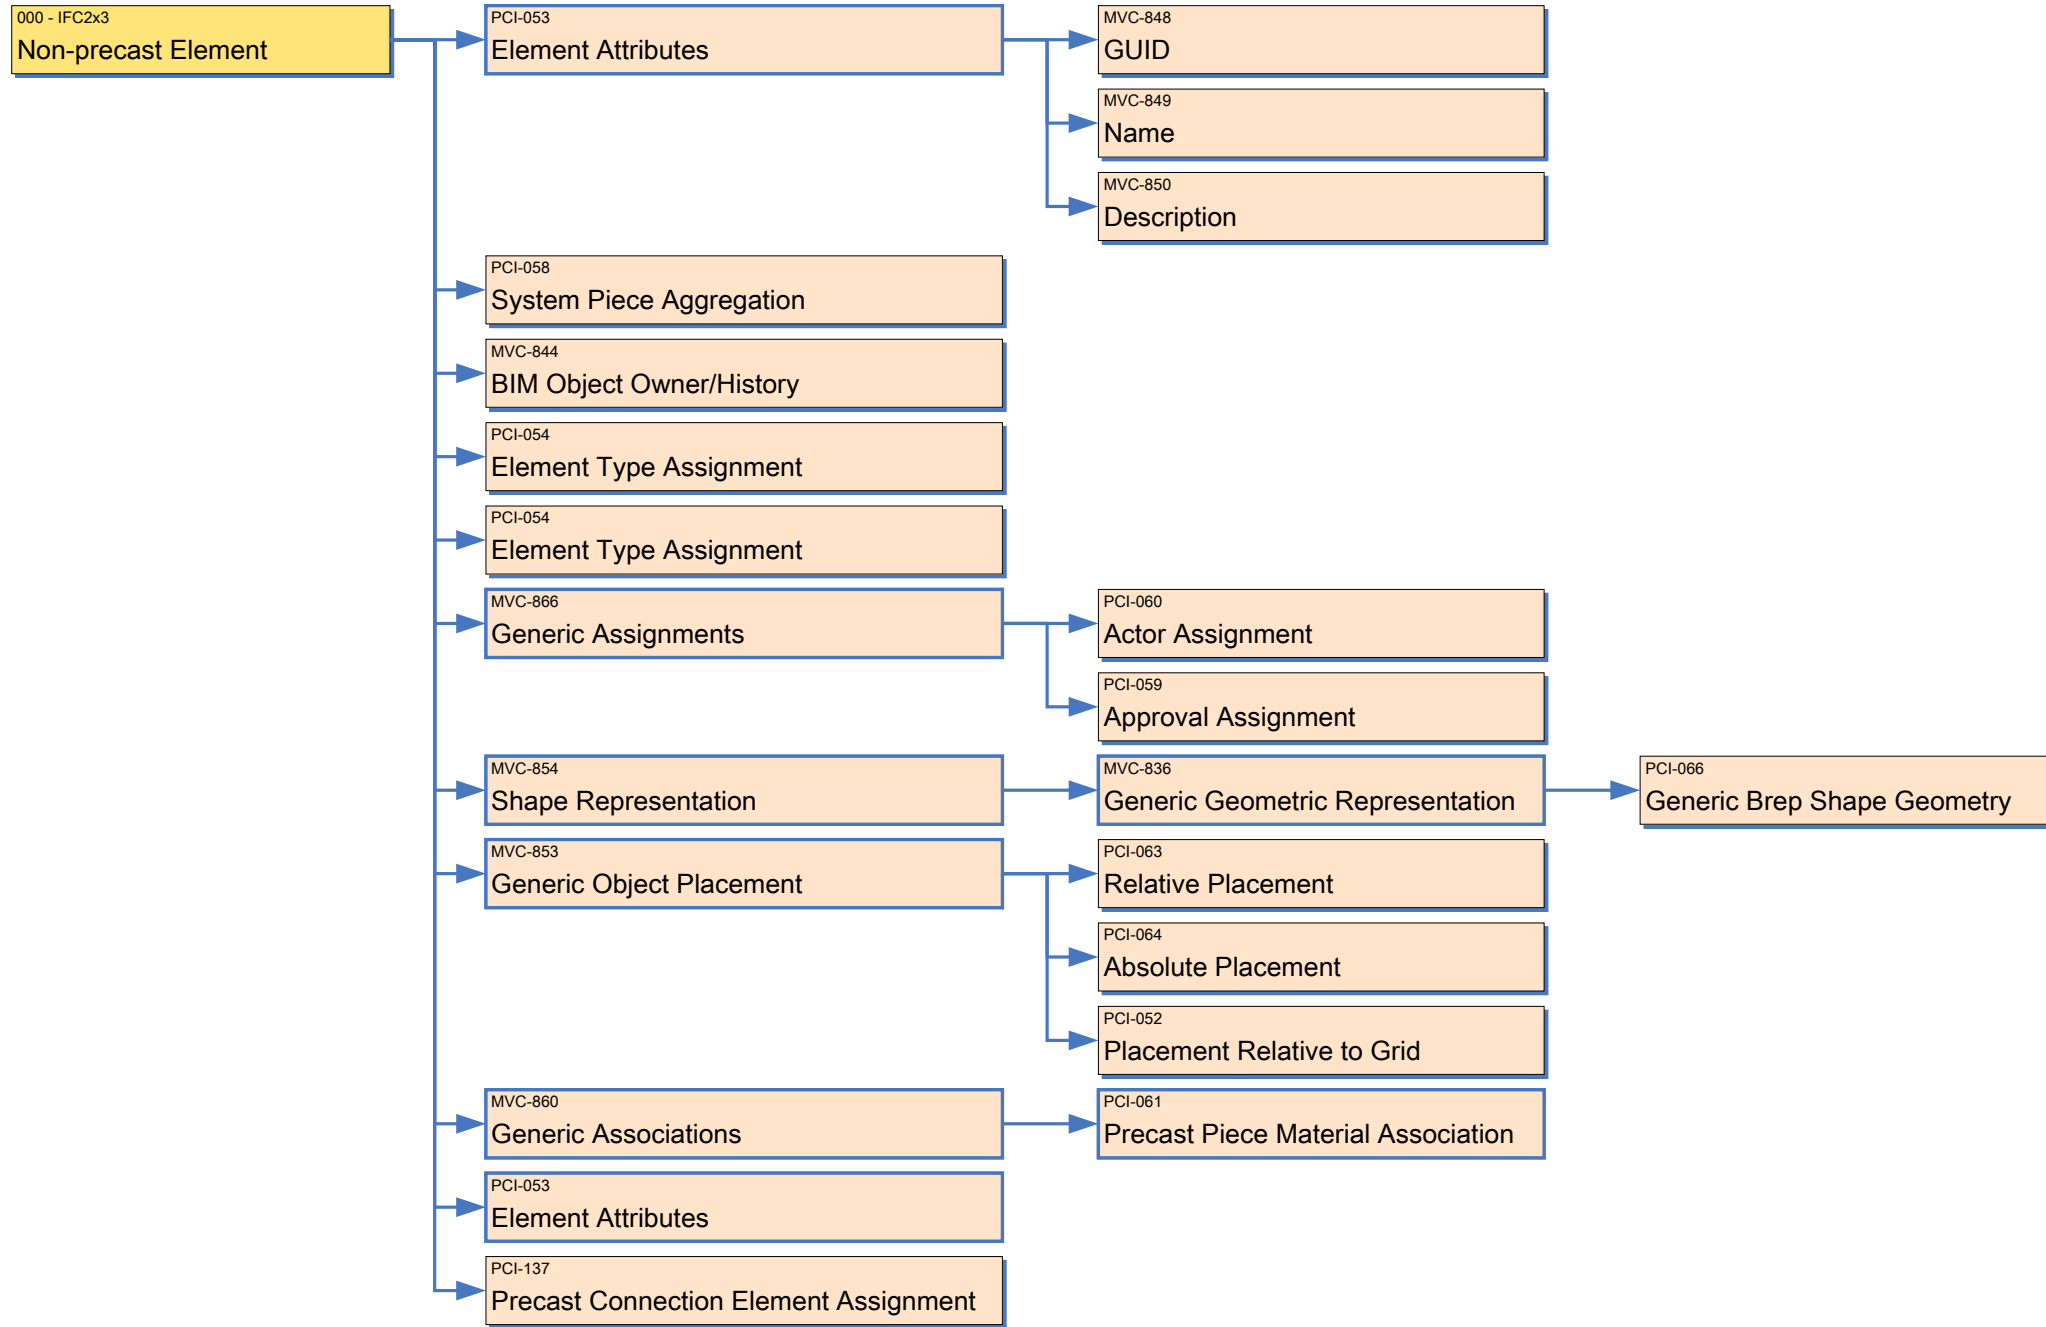 000 - IFC2x3
Non-precast Element
PCI-053
Element Attributes
MVC-848
GUID
MVC-849
Name
MVC-850
Description
PCI-058
System Piece Aggregation
MVC-844
BIM Object Owner/History
PCI-054
Element Type Assignment
PCI-054
Element Type Assignment
MVC-866
Generic Assignments
PCI-060
Actor Assignment
PCI-059
Approval Assignment
MVC-854
Shape Representation
MVC-836
Generic Geometric Representation
PCI-066
Generic Brep Shape Geometry
MVC-853
Generic Object Placement
PCI-063
Relative Placement
PCI-064
Absolute Placement
PCI-052
Placement Relative to Grid
MVC-860
Generic Associations
PCI-061
Precast Piece Material Association
PCI-053
Element Attributes
PCI-137
Precast Connection Element Assignment